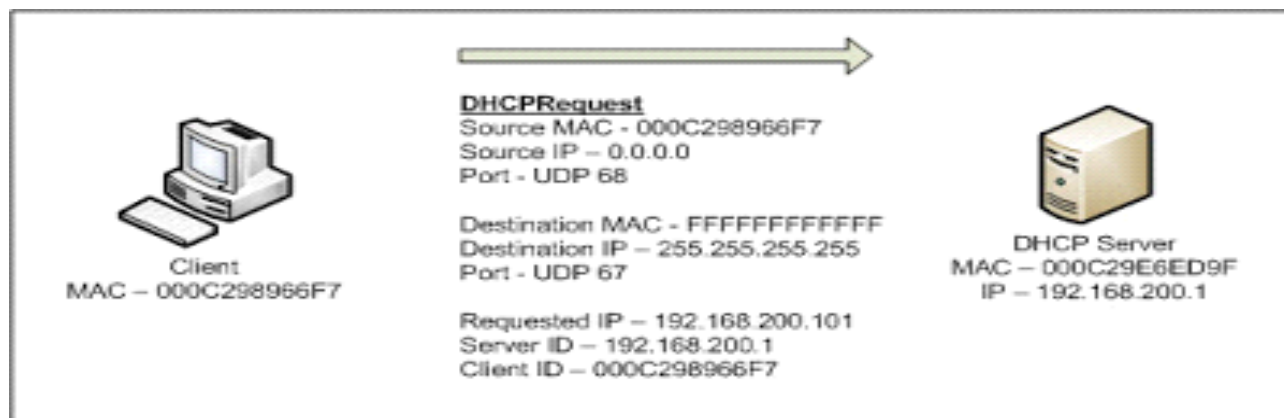 DHCPRequest
Source MAC - 000C298966F7
Source IP – 0.0.0.0
Port - UDP 68
Destination MAC - FFFFFFFFFFFF
Destination IP – 255.255.255.255
Port - UDP 67
Requested IP – 192.168.200.101
Server ID – 192.168.200.1
Client ID – 000C298966F7
Client
MAC – 000C298966F7
DHCP Server
MAC – 000C29E6ED9F
IP – 192.168.200.1